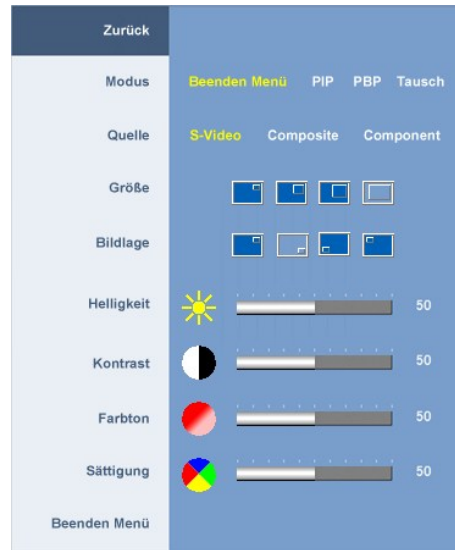 Zurück
Modus Beenden Menü PIP PBP Tausch
Quelle S-Video Composite Component
Größe
Bildlage
Helligkeit 50
Kontrast 50
Farbton 50
Sättigung 50
Beenden Menü